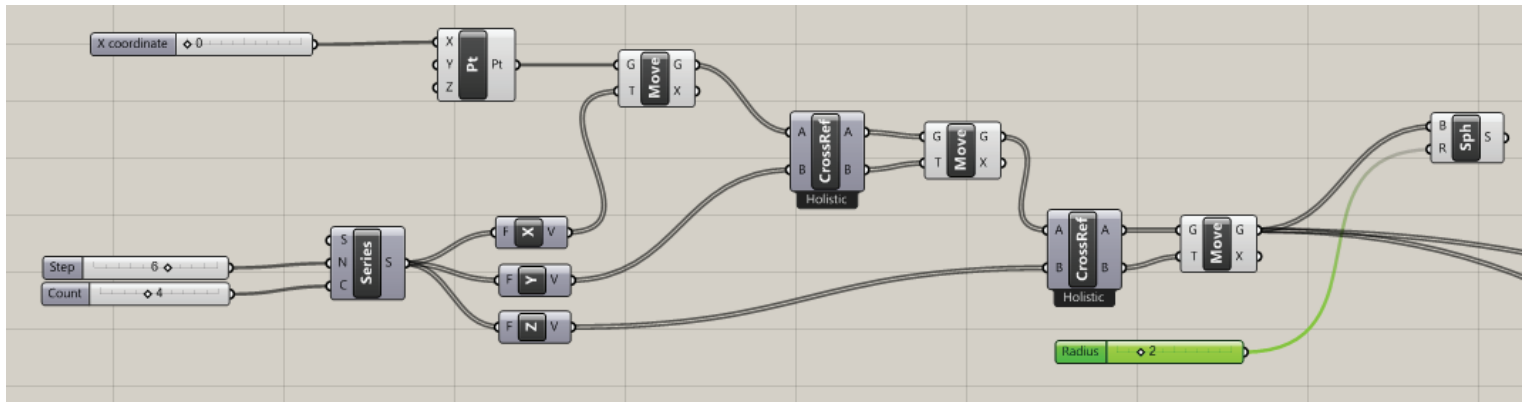 X coordinate 0
X
Y
Z
Pt
Pt
G
T
Move
G
X
A
B
CrossRef
A
B
Holistic
G
T
Move
G
X
B
R
Sph
S
Step 6
Count 4
S
N
C
Series
S
F X V
F Y V
F Z V
A
B
CrossRef
A
B
Holistic
G
T
Move
G
X
Radius 2